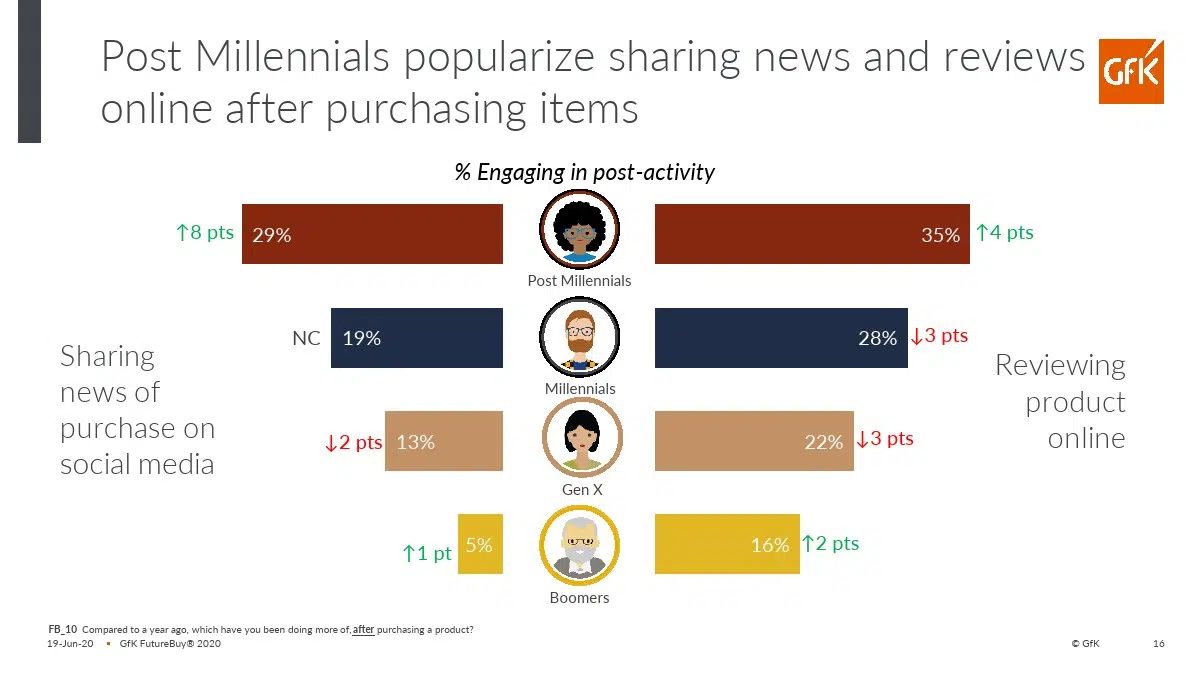 Post Millennials popularize sharing news and reviews
online after purchasing items
GfK
% Engaging in post-activity
↑8 pts
29%
35%
↑4 pts
Post Millennials
NC
19%
28%
↓3 pts
Millennials
Sharing
news of
purchase on
social media
Reviewing
product
online
↓2 pts
13%
22%
↓3 pts
Gen X
↑1 pt
5%
16%
↑2 pts
Boomers
FB_10 Compared to a year ago, which have you been doing more of, after purchasing a product?
19-Jun-20 ▪ GfK FutureBuy® 2020
© GfK
16